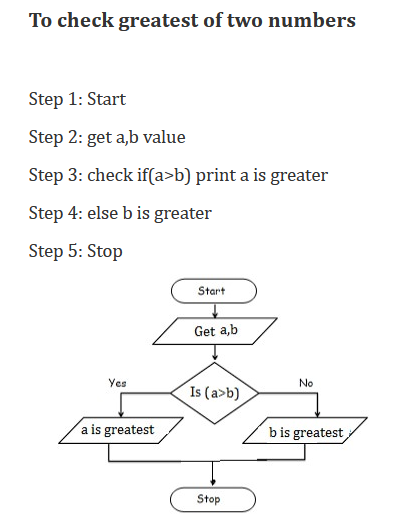 To check greatest of two numbers
Step 1: Start
Step 2: get a,b value
Step 3: check if(a>b) print a is greater
Step 4: else b is greater
Step 5: Stop
Start
Get a,b
Is (a>b)
Yes
No
a is greatest
b is greatest
Stop